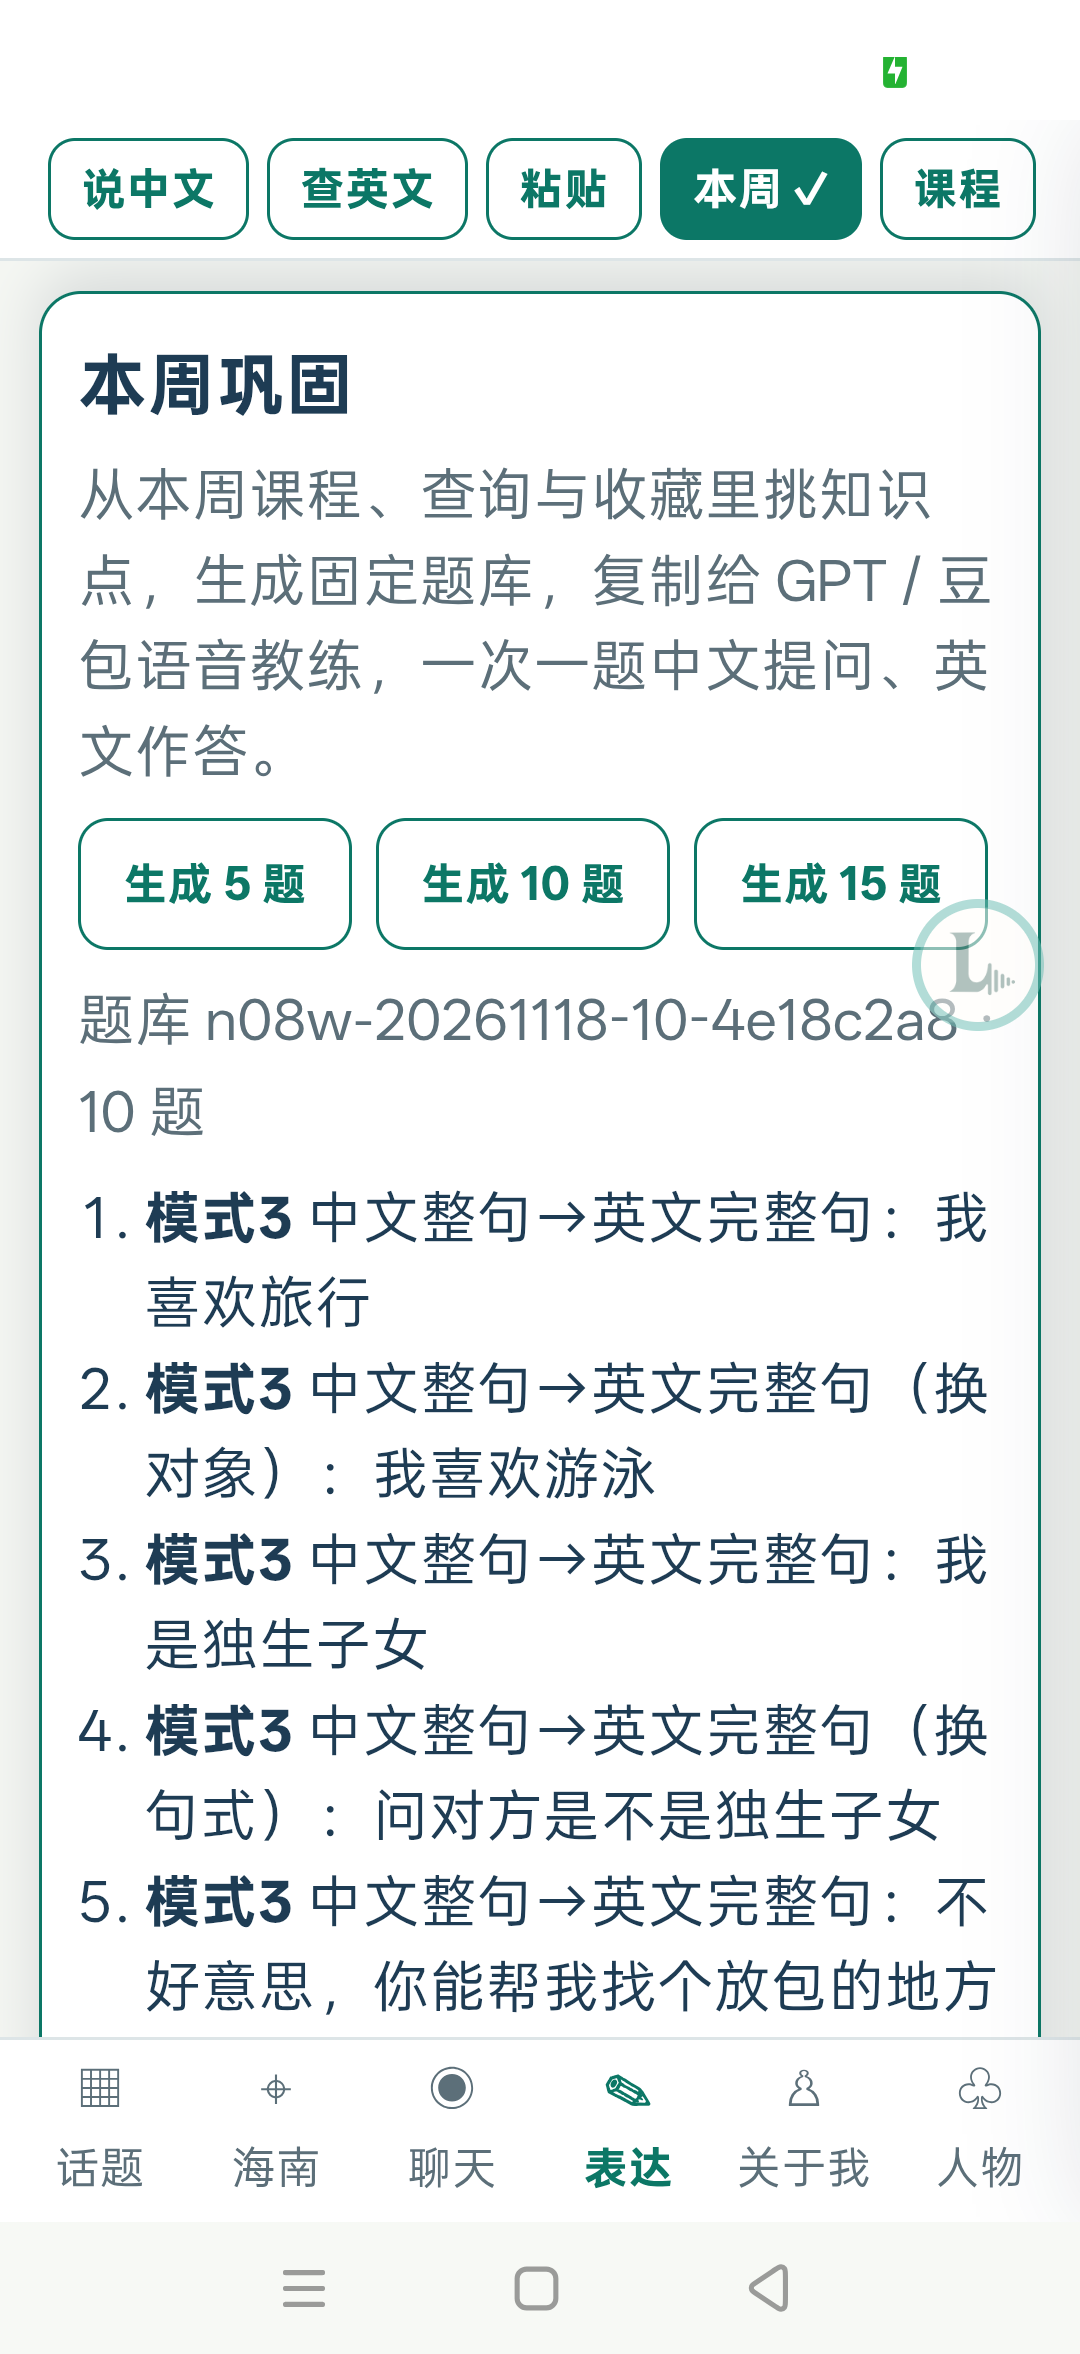 说中文 查英文 粘贴 本周 ✓ 课程
本周巩固
从本周课程、查询与收藏里挑知识
点，生成固定题库，复制给 GPT / 豆
包语音教练，一次一题中文提问、英
文作答。
生成 5 题 生成 10 题 生成 15 题
题库 n08w-20261118-10-4e18c2a8 ·
10 题
1. 模式3 中文整句→英文完整句：我
喜欢旅行
2. 模式3 中文整句→英文完整句（换
对象）：我喜欢游泳
3. 模式3 中文整句→英文完整句：我
是独生子女
4. 模式3 中文整句→英文完整句（换
句式）：问对方是不是独生子女
5. 模式3 中文整句→英文完整句：不
好意思，你能帮我找个放包的地方
话题 海南 聊天 表达 关于我 人物